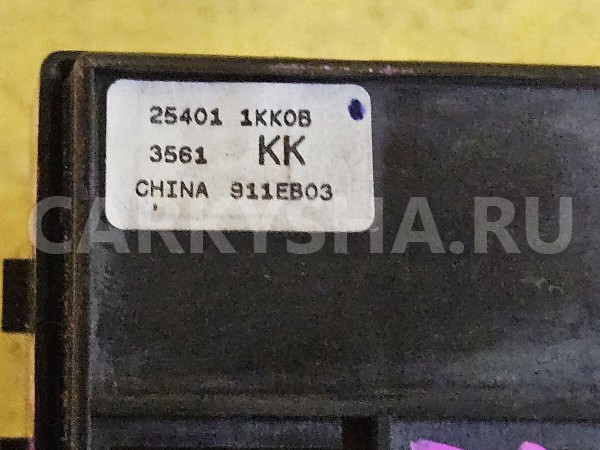 25401 1KK0B
3561 KK
CHINA 911EB03
CARKYSHA.RU